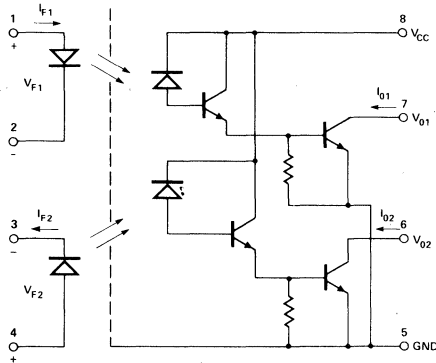 1
I_F1
+
V_F1
2
-
3
I_F2
-
V_F2
4
+
8
V_CC
I_01
7
V_01
I_02
6
V_02
5
GND